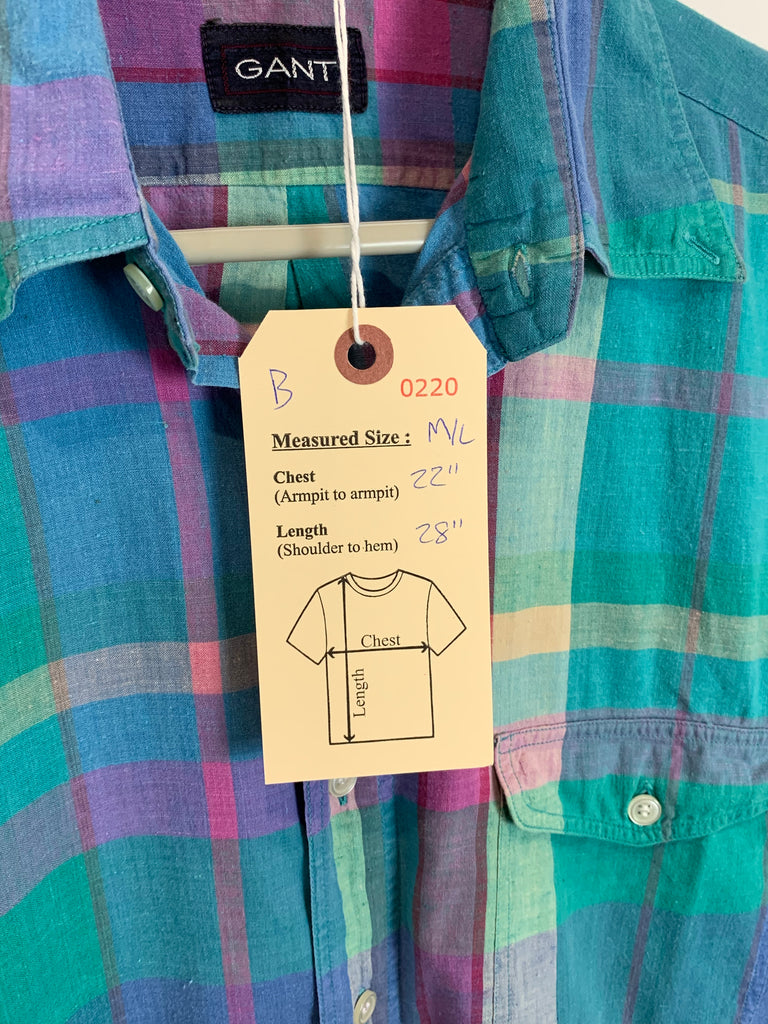 GANT
B 0220
Measured Size : M/L
Chest 22"
(Armpit to armpit)
Length 28"
(Shoulder to hem)
Chest
Length